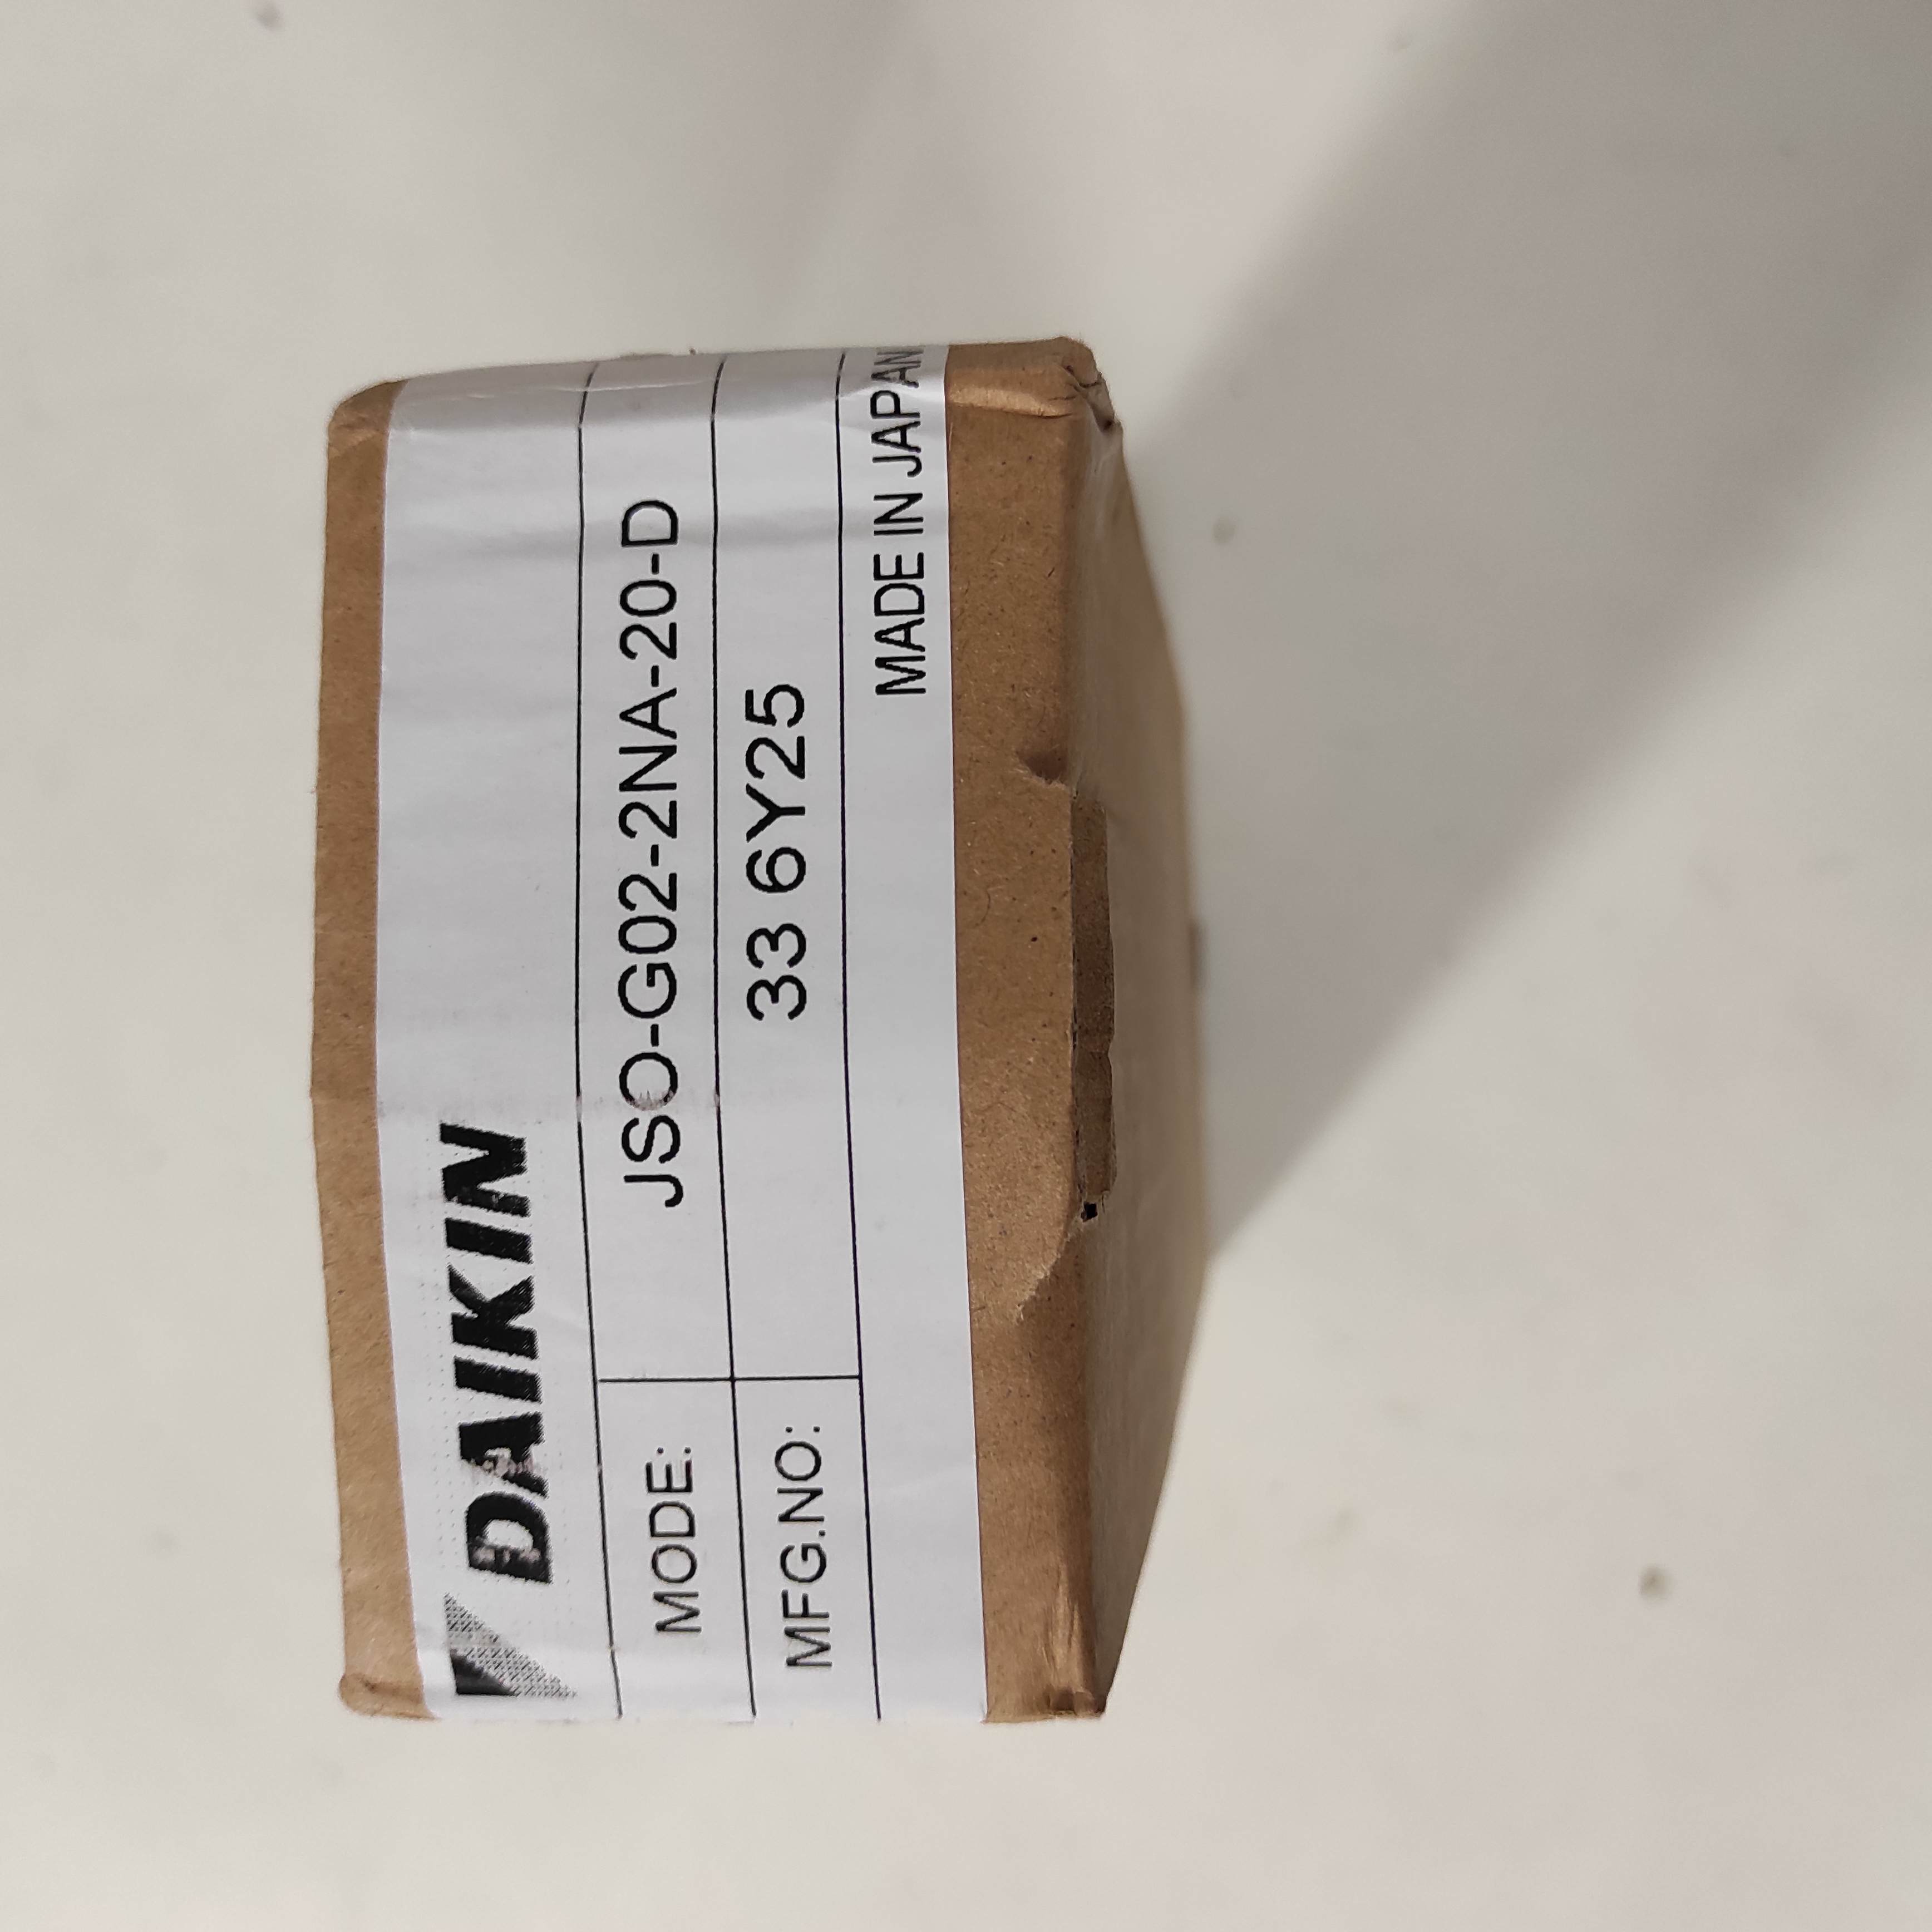 DAIKIN
MODE: JSO-G02-2NA-20-D
MFG.NO: 33 6Y25
MADE IN JAPAN